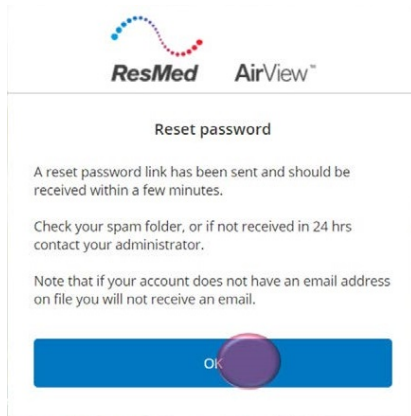 ResMed AirView™
Reset password
A reset password link has been sent and should be
received within a few minutes.
Check your spam folder, or if not received in 24 hrs
contact your administrator.
Note that if your account does not have an email address
on file you will not receive an email.
OK